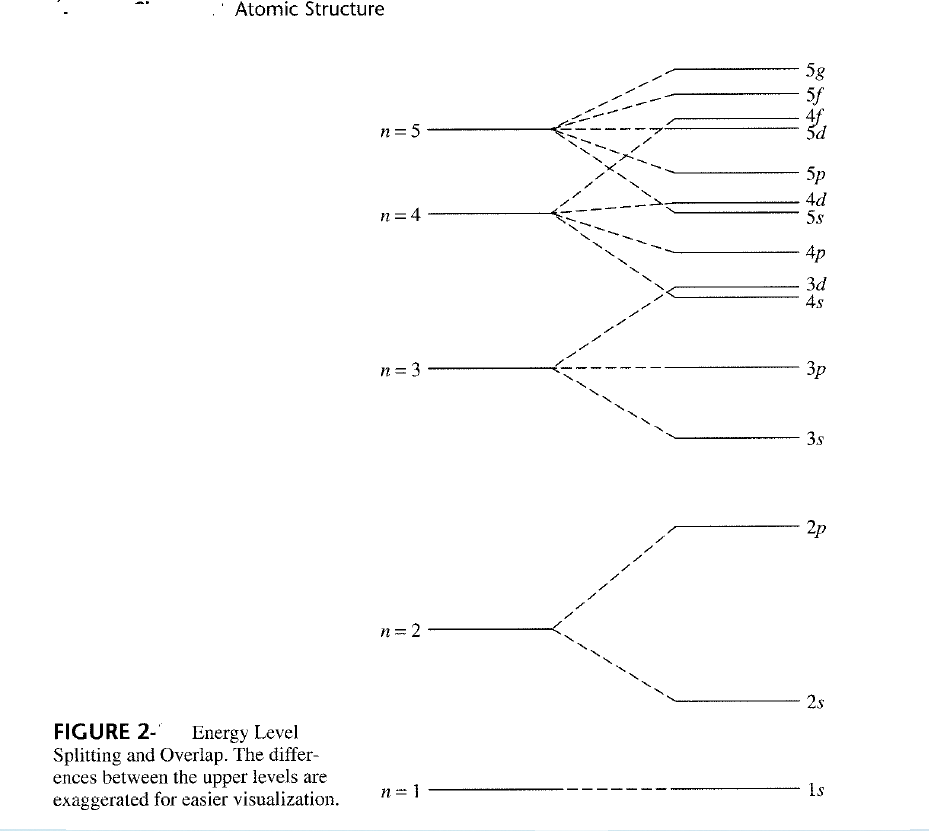 Atomic Structure
5g
5f
4f
n = 5
5d
5p
4d
n = 4
5s
4p
3d
4s
n = 3
3p
3s
2p
n = 2
2s
FIGURE 2- Energy Level
Splitting and Overlap. The differ-
ences between the upper levels are
exaggerated for easier visualization.
n = 1
1s